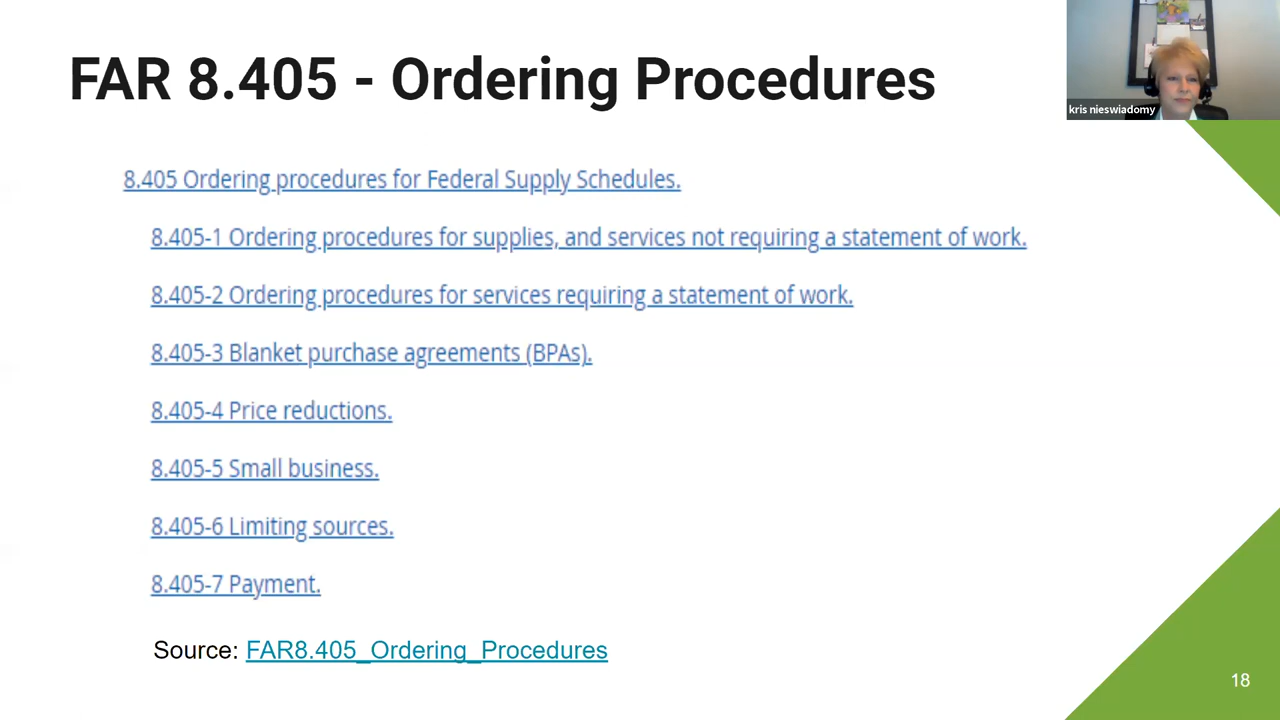 FAR 8.405 - Ordering Procedures
kris nieswiadomy
8.405 Ordering procedures for Federal Supply Schedules.
8.405-1 Ordering procedures for supplies, and services not requiring a statement of work.
8.405-2 Ordering procedures for services requiring a statement of work.
8.405-3 Blanket purchase agreements (BPAs).
8.405-4 Price reductions.
8.405-5 Small business.
8.405-6 Limiting sources.
8.405-7 Payment.
Source: FAR8.405_Ordering_Procedures
18